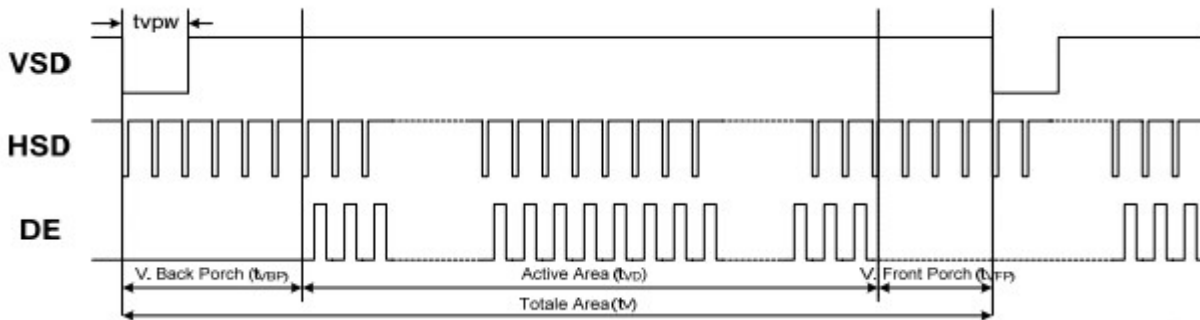 tvpw
VSD
HSD
DE
V. Back Porch (tVBP)
Active Area (tVD)
V. Front Porch (tVFP)
Totale Area(tV)